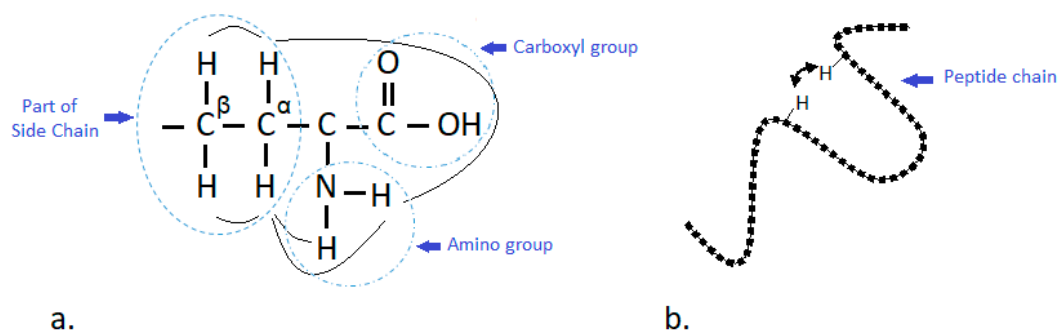 Carboxyl group
O
H H
H
Peptide chain
H
Part of
Side Chain
β α
C C C C OH
H H N H
H
Amino group
a.
b.